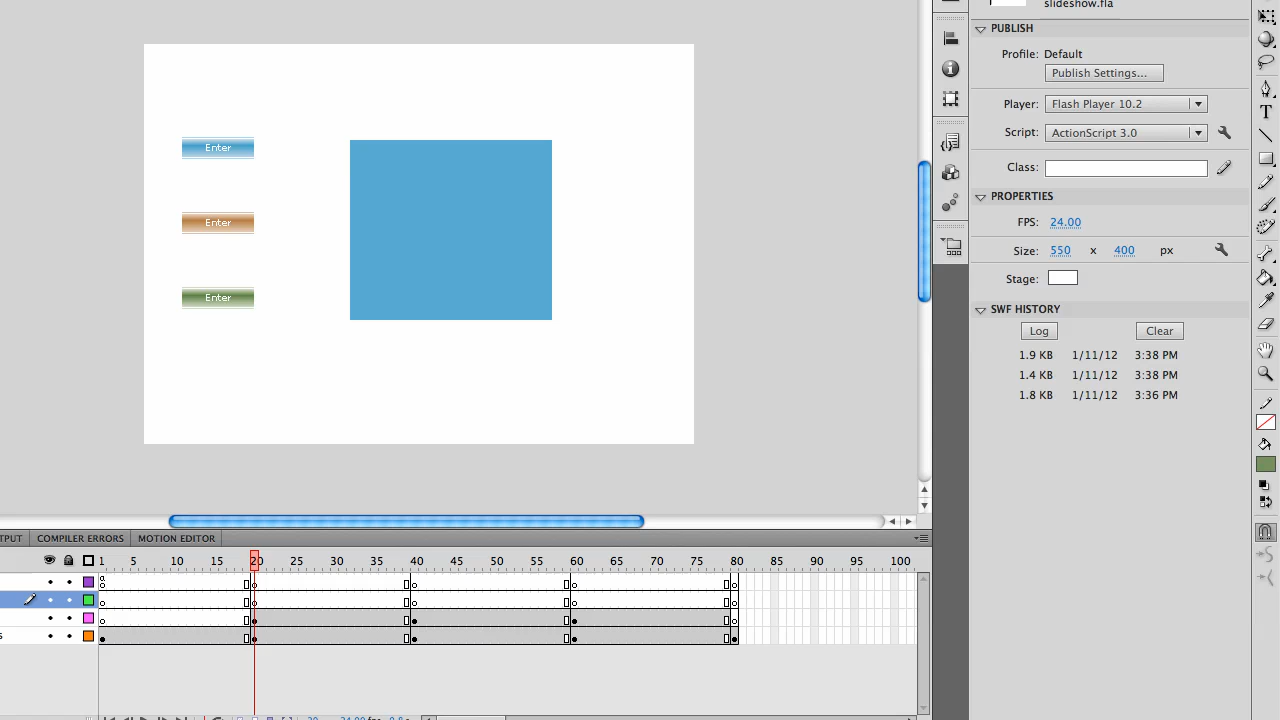 slideshow.fla
PUBLISH
Profile: Default
Publish Settings...
Player: Flash Player 10.2
Script: ActionScript 3.0
Class:
PROPERTIES
FPS: 24.00
Size: 550 x 400 px
Stage:
SWF HISTORY
Log Clear
1.9 KB 1/11/12 3:38 PM
1.4 KB 1/11/12 3:38 PM
1.8 KB 1/11/12 3:36 PM
Enter
Enter
Enter
TPUT COMPILER ERRORS MOTION EDITOR
1 5 10 15 20 25 30 35 40 45 50 55 60 65 70 75 80 85 90 95 100
a
s